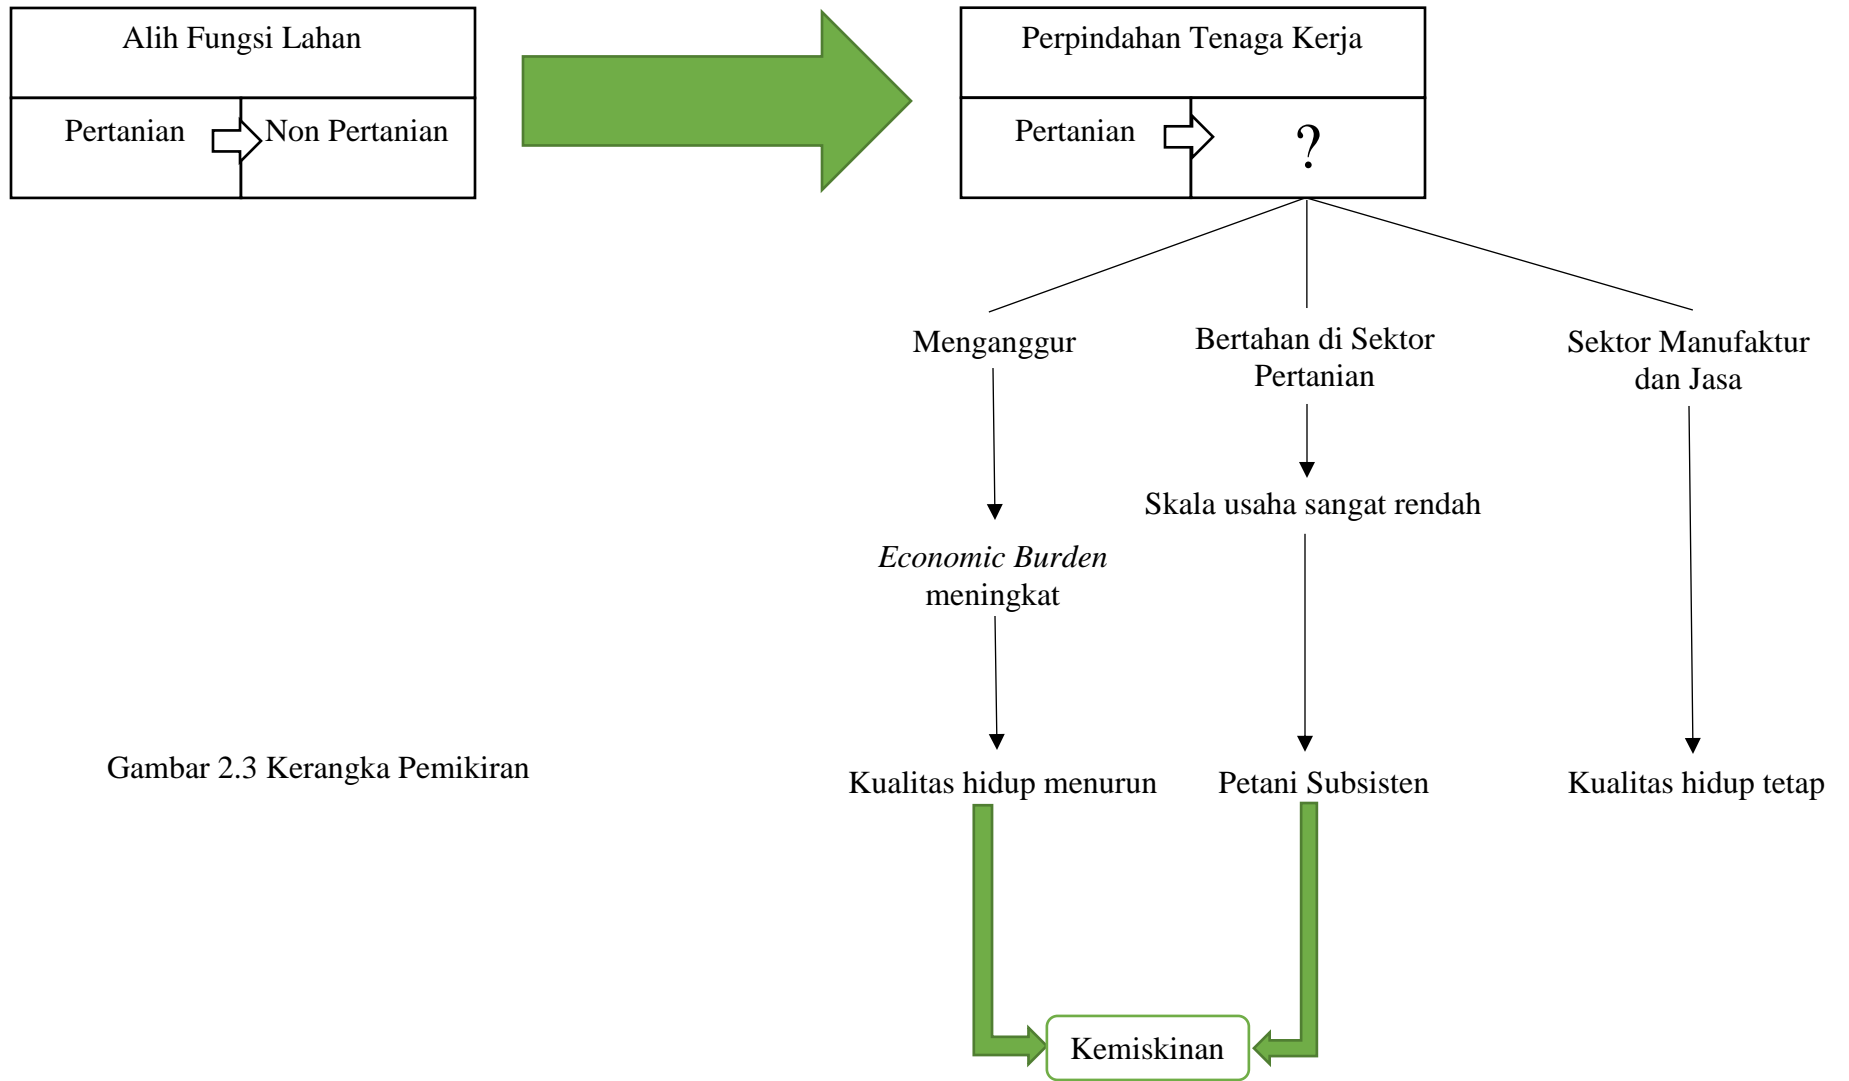 Alih Fungsi Lahan
Pertanian
Non Pertanian
Perpindahan Tenaga Kerja
Pertanian
?
Menganggur
Bertahan di Sektor
Pertanian
Sektor Manufaktur
dan Jasa
Skala usaha sangat rendah
Economic Burden
meningkat
Gambar 2.3 Kerangka Pemikiran
Kualitas hidup menurun
Petani Subsisten
Kualitas hidup tetap
Kemiskinan